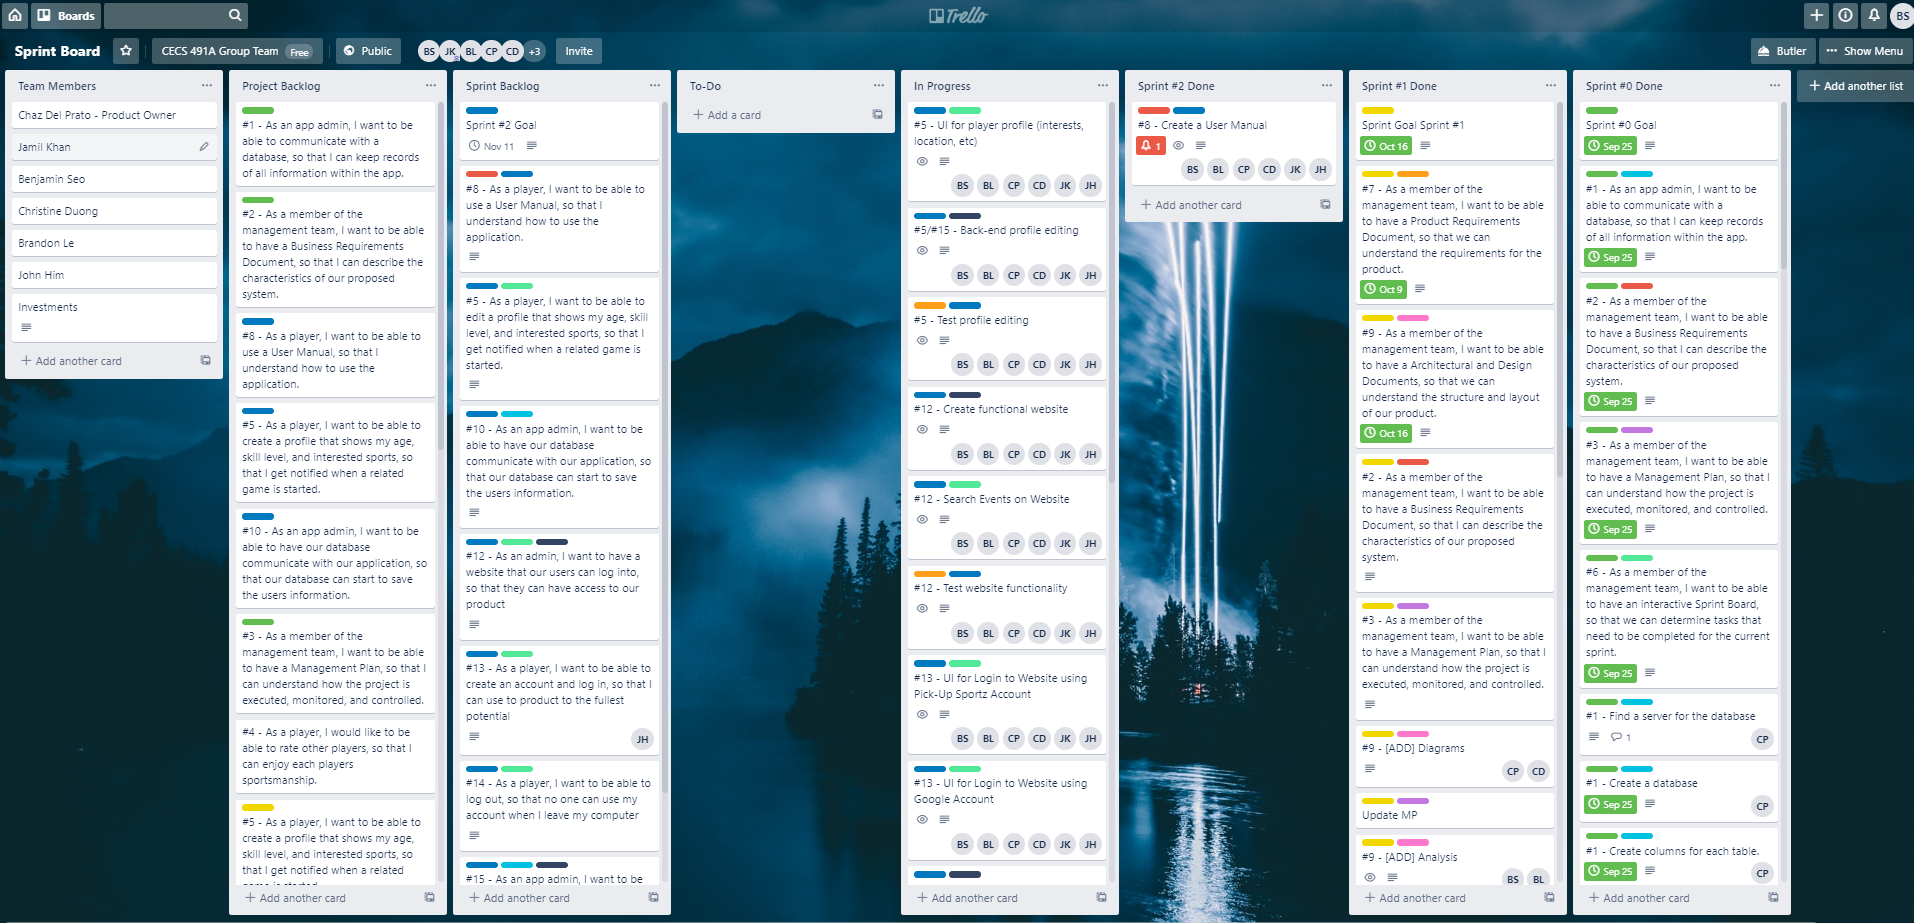 Boards
Trello
BS
Sprint Board
CECS 491A Group Team Free
Public
BS JK BL CP CD +3
Invite
Butler
Show Menu
Team Members
Chaz Del Prato - Product Owner
Jamil Khan
Benjamin Seo
Christine Duong
Brandon Le
John Him
Investments
+ Add another card
Project Backlog
#1 - As an app admin, I want to be
able to communicate with a
database, so that I can keep records
of all information within the app.
#2 - As a member of the
management team, I want to be able
to have a Business Requirements
Document, so that I can describe the
characteristics of our proposed
system.
#8 - As a player, I want to be able to
use a User Manual, so that I
understand how to use the
application.
#5 - As a player, I want to be able to
create a profile that shows my age,
skill level, and interested sports, so
that I get notified when a related
game is started.
#10 - As an app admin, I want to be
able to have our database
communicate with our application, so
that our database can start to save
the users information.
#3 - As a member of the
management team, I want to be able
to have a Management Plan, so that I
can understand how the project is
executed, monitored, and controlled.
#4 - As a player, I would like to be
able to rate other players, so that I
can enjoy each players
sportsmanship.
#5 - As a player, I want to be able to
create a profile that shows my age,
skill level, and interested sports, so
that I get notified when a related
game is started.
+ Add another card
Sprint Backlog
Sprint #2 Goal
Nov 11
#8 - As a player, I want to be able to
use a User Manual, so that I
understand how to use the
application.
#5 - As a player, I want to be able to
edit a profile that shows my age, skill
level, and interested sports, so that I
get notified when a related game is
started.
#10 - As an app admin, I want to be
able to have our database
communicate with our application, so
that our database can start to save
the users information.
#12 - As an admin, I want to have a
website that our users can log into,
so that they can have access to our
product
#13 - As a player, I want to be able to
create an account and log in, so that I
can use to product to the fullest
potential
JH
#14 - As a player, I want to be able to
log out, so that no one can use my
account when I leave my computer
#15 - As an app admin, I want to be
+ Add another card
To-Do
+ Add a card
In Progress
#5 - UI for player profile (interests,
location, etc)
BS BL CP CD JK JH
#5/#15 - Back-end profile editing
BS BL CP CD JK JH
#5 - Test profile editing
BS BL CP CD JK JH
#12 - Create functional website
BS BL CP CD JK JH
#12 - Search Events on Website
BS BL CP CD JK JH
#12 - Test website functionality
BS BL CP CD JK JH
#13 - UI for Login to Website using
Pick-Up Sportz Account
BS BL CP CD JK JH
#13 - UI for Login to Website using
Google Account
BS BL CP CD JK JH
+ Add another card
Sprint #2 Done
#8 - Create a User Manual
1
BS BL CP CD JK JH
+ Add another card
Sprint #1 Done
Sprint Goal Sprint #1
Oct 16
#7 - As a member of the
management team, I want to be able
to have a Product Requirements
Document, so that we can
understand the requirements for the
product.
Oct 9
#9 - As a member of the
management team, I want to be able
to have a Architectural and Design
Documents, so that we can
understand the structure and layout
of our product.
Oct 16
#2 - As a member of the
management team, I want to be able
to have a Business Requirements
Document, so that I can describe the
characteristics of our proposed
system.
#3 - As a member of the
management team, I want to be able
to have a Management Plan, so that I
can understand how the project is
executed, monitored, and controlled.
#9 - [ADD] Diagrams
CP CD
Update MP
#9 - [ADD] Analysis
BS BL
+ Add another card
Sprint #0 Done
Sprint #0 Goal
Sep 25
#1 - As an app admin, I want to be
able to communicate with a
database, so that I can keep records
of all information within the app.
Sep 25
#2 - As a member of the
management team, I want to be able
to have a Business Requirements
Document, so that I can describe the
characteristics of our proposed
system.
Sep 25
#3 - As a member of the
management team, I want to be able
to have a Management Plan, so that I
can understand how the project is
executed, monitored, and controlled.
Sep 25
#6 - As a member of the
management team, I want to be able
to have an interactive Sprint Board,
so that we can determine tasks that
need to be completed for the current
sprint.
Sep 25
#1 - Find a server for the database
1
CP
#1 - Create a database
Sep 25
CP
#1 - Create columns for each table.
Sep 25
CP
+ Add another card
+ Add another list